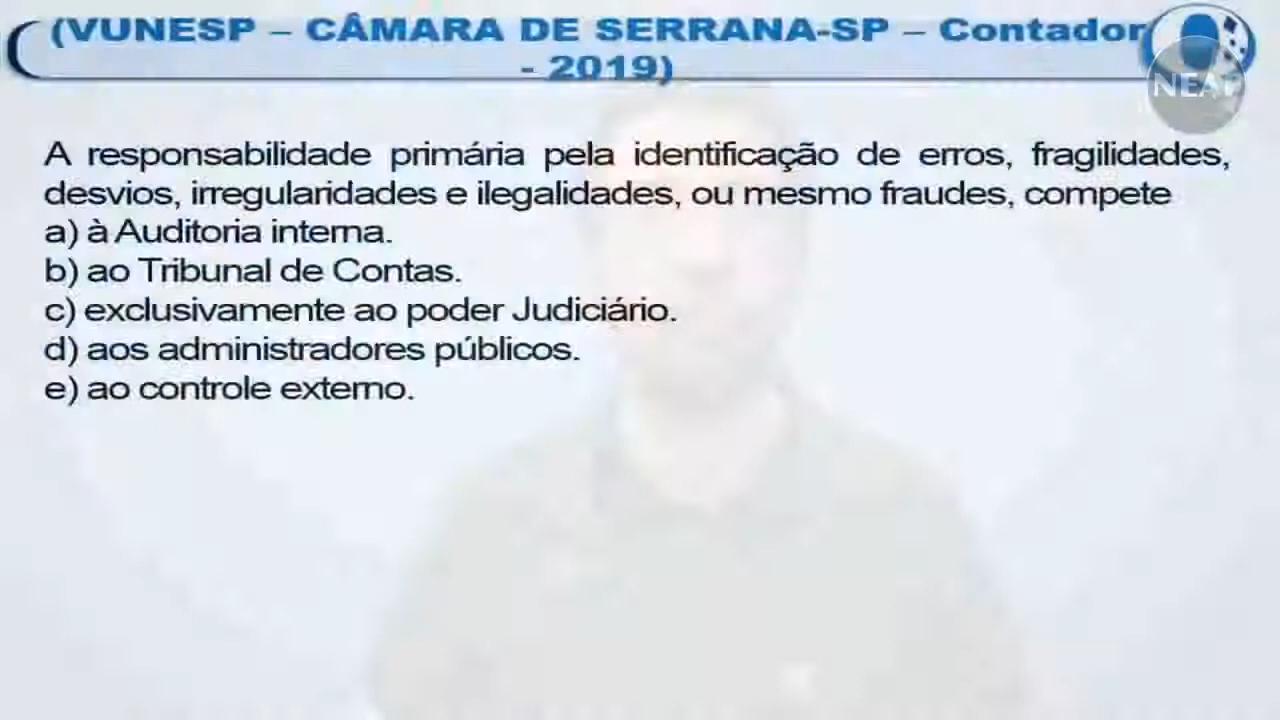 (VUNESP – CÂMARA DE SERRANA-SP – Contador
- 2019)
NEAF
A responsabilidade primária pela identificação de erros, fragilidades,
desvios, irregularidades e ilegalidades, ou mesmo fraudes, compete
a) à Auditoria interna.
b) ao Tribunal de Contas.
c) exclusivamente ao poder Judiciário.
d) aos administradores públicos.
e) ao controle externo.